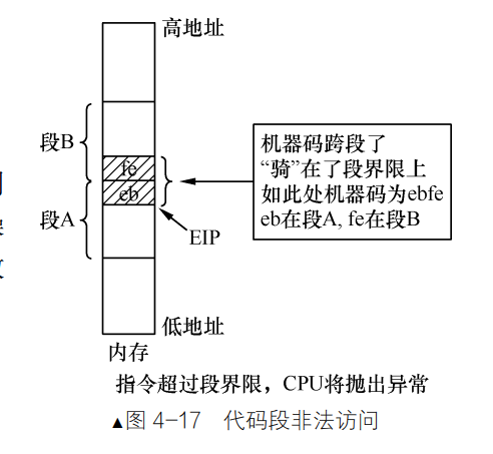 高地址
段B
fe
eb
段A
EIP
机器码跨段了
“骑”在了段界限上
如此处机器码为ebfe
eb在段A, fe在段B
低地址
内存
指令超过段界限，CPU将抛出异常
▲图 4-17 代码段非法访问